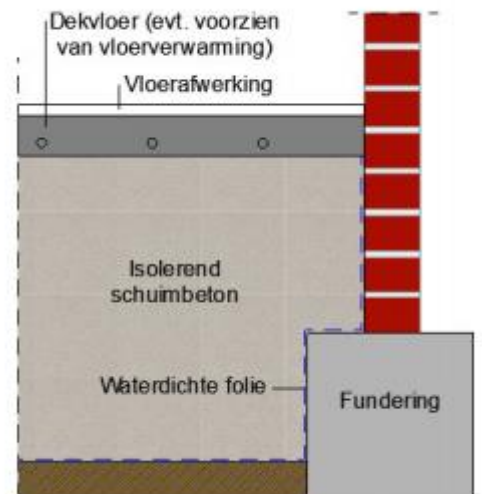 Dekvloer (evt. voorzien
van vloerverwarming)
Vloerafwerking
Isolerend
schuimbeton
Waterdichte folie
Fundering